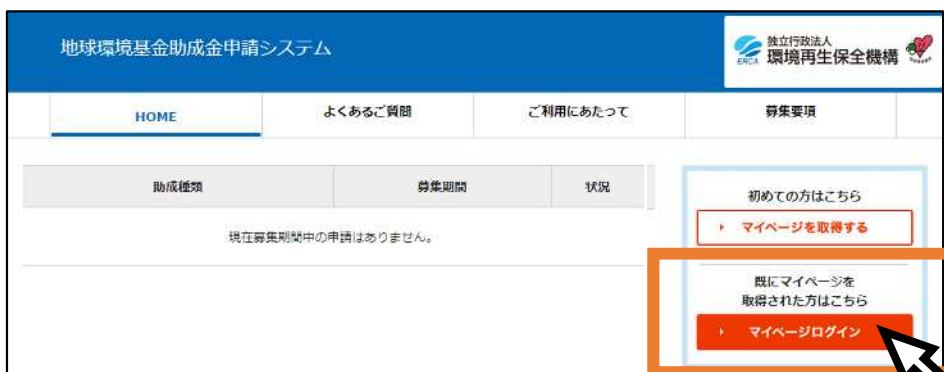 地球環境基金助成金申請システム
ERCA
独立行政法人
環境再生保全機構
HOME
よくあるご質問
ご利用にあたって
募集要項
助成種類
募集期間
状況
現在募集期間中の申請はありません。
初めての方はこちら
マイページを取得する
既にマイページを
取得された方はこちら
マイページログイン